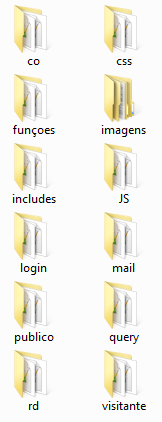 co css
funçoes imagens
includes JS
login mail
publico query
rd visitante